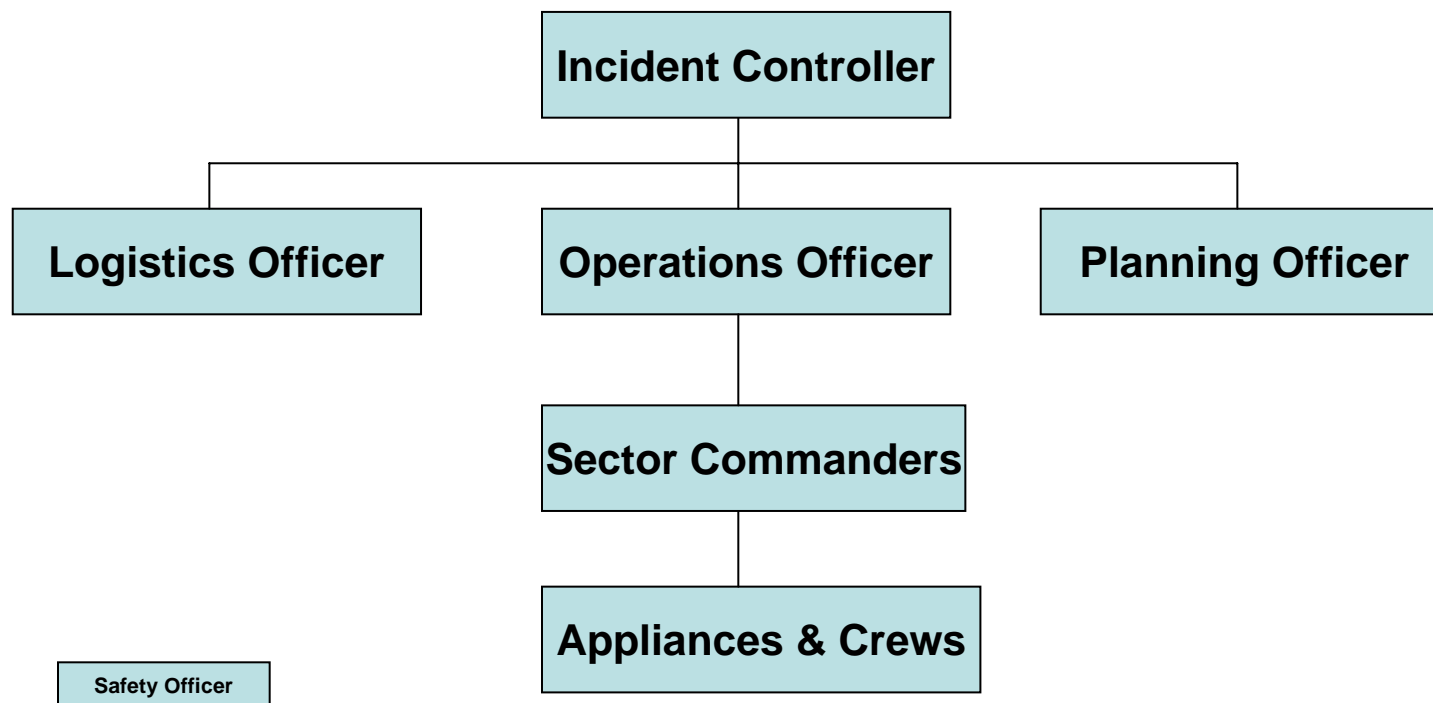 Incident Controller
Logistics Officer
Operations Officer
Planning Officer
Sector Commanders
Appliances & Crews
Safety Officer